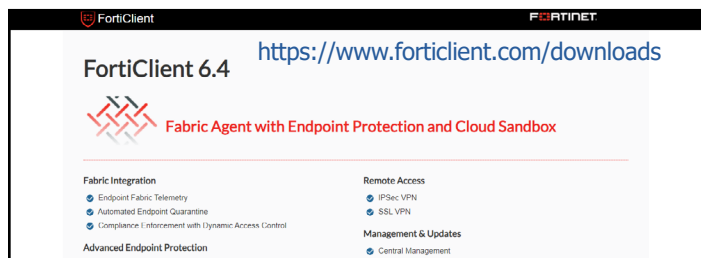 FortiClient
FORTINET
https://www.forticlient.com/downloads
FortiClient 6.4
Fabric Agent with Endpoint Protection and Cloud Sandbox
Fabric Integration
Endpoint Fabric Telemetry
Automated Endpoint Quarantine
Compliance Enforcement with Dynamic Access Control
Advanced Endpoint Protection
Remote Access
IPSec VPN
SSL VPN
Management & Updates
Central Management